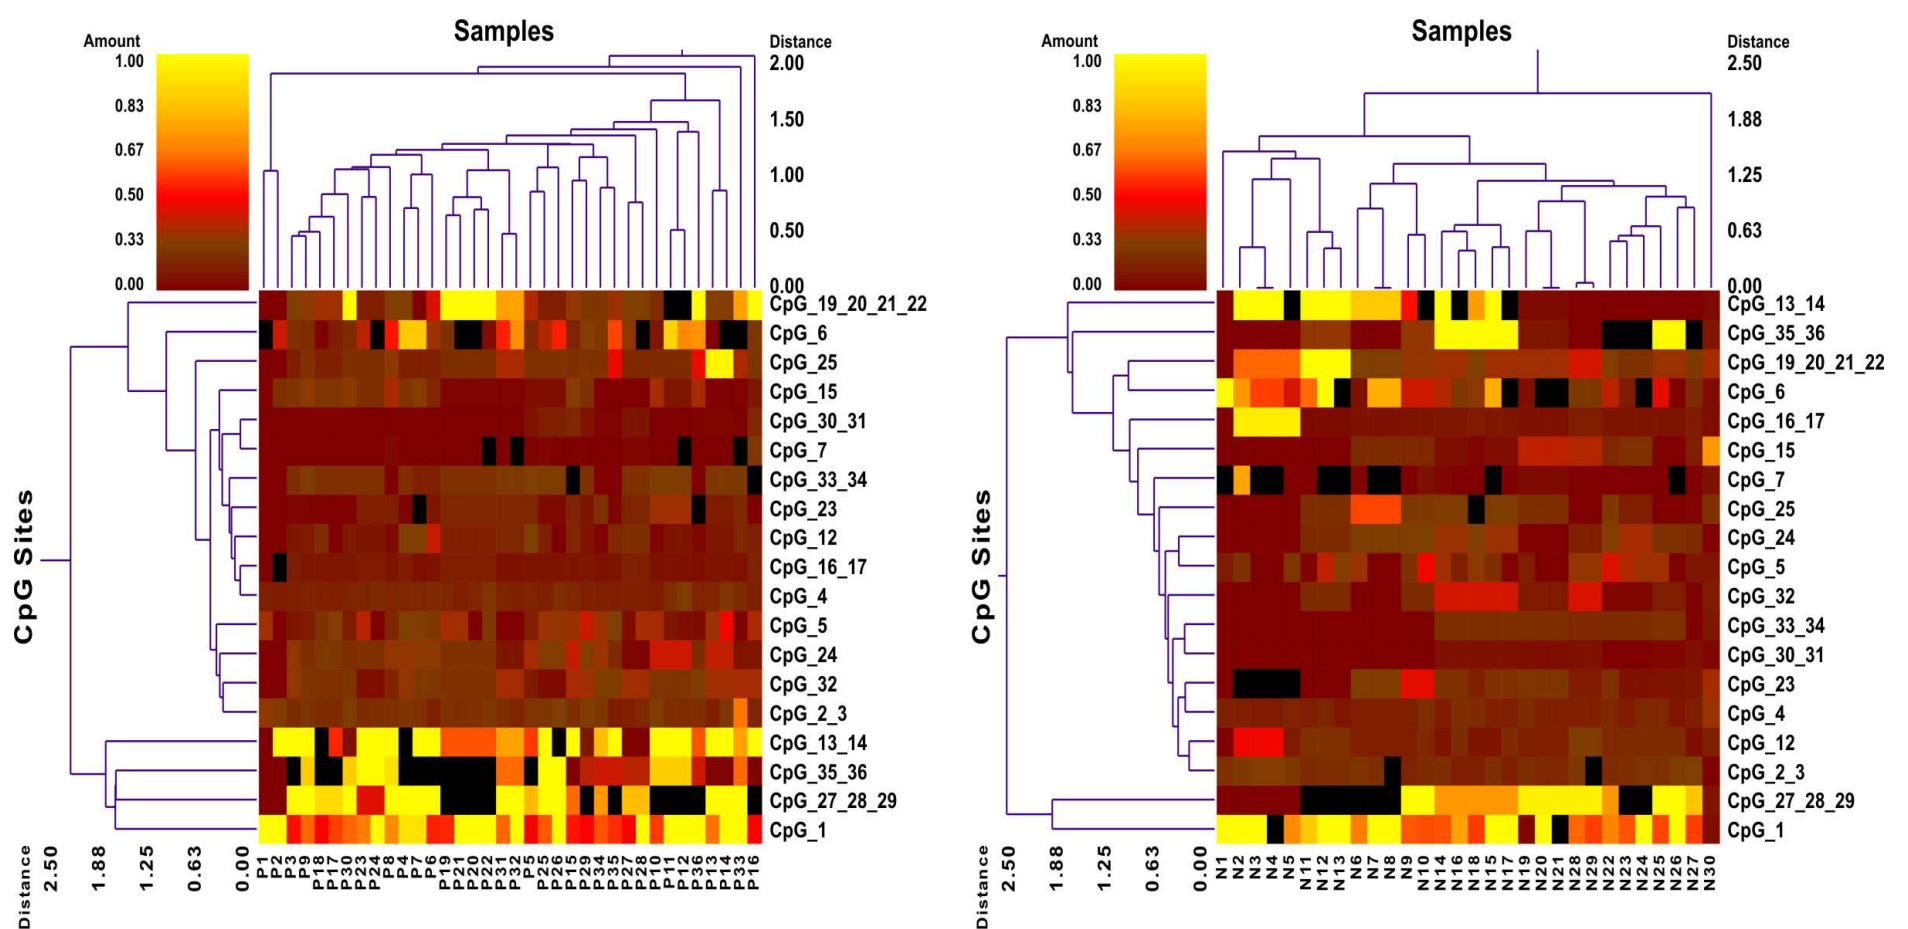 Samples
Amount
1.00
0.83
0.67
0.50
0.33
0.00
Distance
2.00
1.50
1.00
0.50
0.00
CpG_19_20_21_22
CpG_6
CpG_25
CpG_15
CpG_30_31
CpG_7
CpG_33_34
CpG_23
CpG_12
CpG_16_17
CpG_4
CpG_5
CpG_24
CpG_32
CpG_2_3
CpG_13_14
CpG_35_36
CpG_27_28_29
CpG_1
CpG Sites
Distance
2.50
1.88
1.25
0.63
0.00
P1
P2
P3
P9
P18
P17
P30
P23
P24
P8
P4
P7
P6
P19
P21
P20
P22
P31
P32
P5
P25
P26
P15
P29
P34
P35
P27
P28
P10
P11
P12
P36
P13
P14
P33
P16
Samples
Amount
1.00
0.83
0.67
0.50
0.33
0.00
Distance
2.50
1.88
1.25
0.63
0.00
CpG_13_14
CpG_35_36
CpG_19_20_21_22
CpG_6
CpG_16_17
CpG_15
CpG_7
CpG_25
CpG_24
CpG_5
CpG_32
CpG_33_34
CpG_30_31
CpG_23
CpG_4
CpG_12
CpG_2_3
CpG_27_28_29
CpG_1
CpG Sites
Distance
2.50
1.88
1.25
0.63
0.00
N1
N2
N3
N4
N5
N11
N12
N13
N6
N7
N8
N9
N10
N14
N16
N18
N15
N17
N19
N20
N21
N28
N29
N22
N23
N24
N25
N26
N27
N30